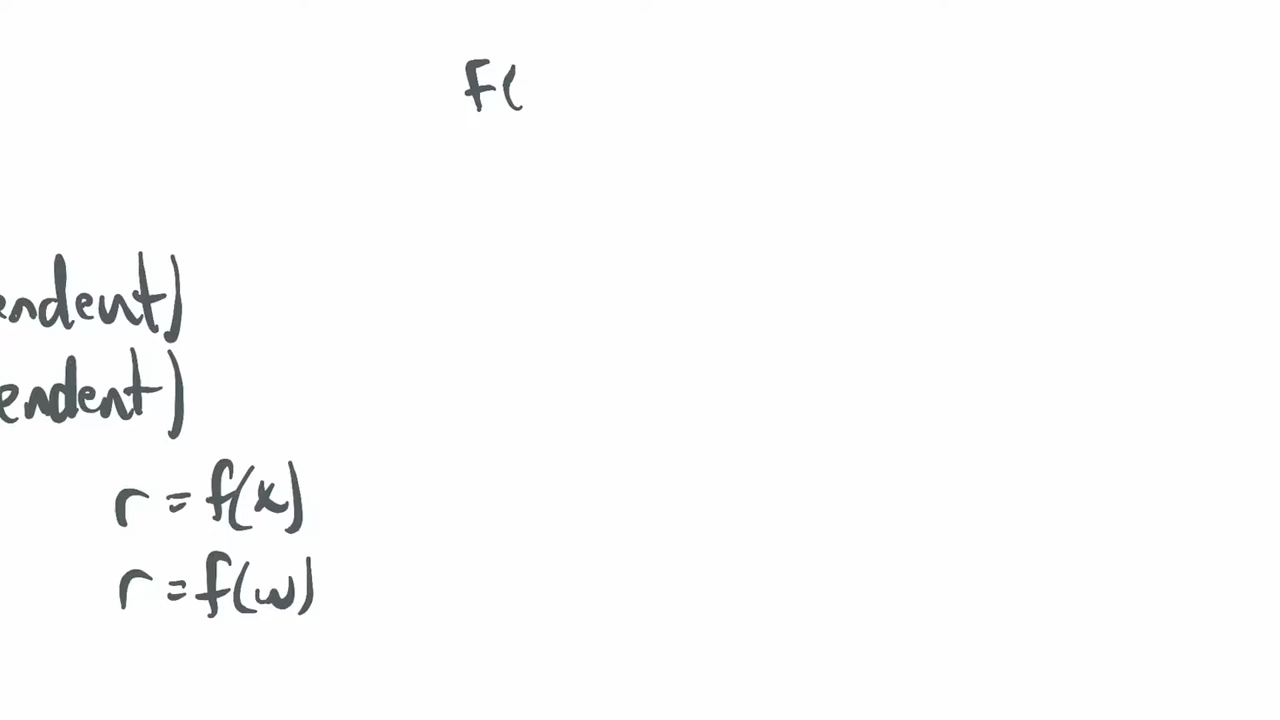 F(
endent)
endent)
r = f(x)
r = f(w)